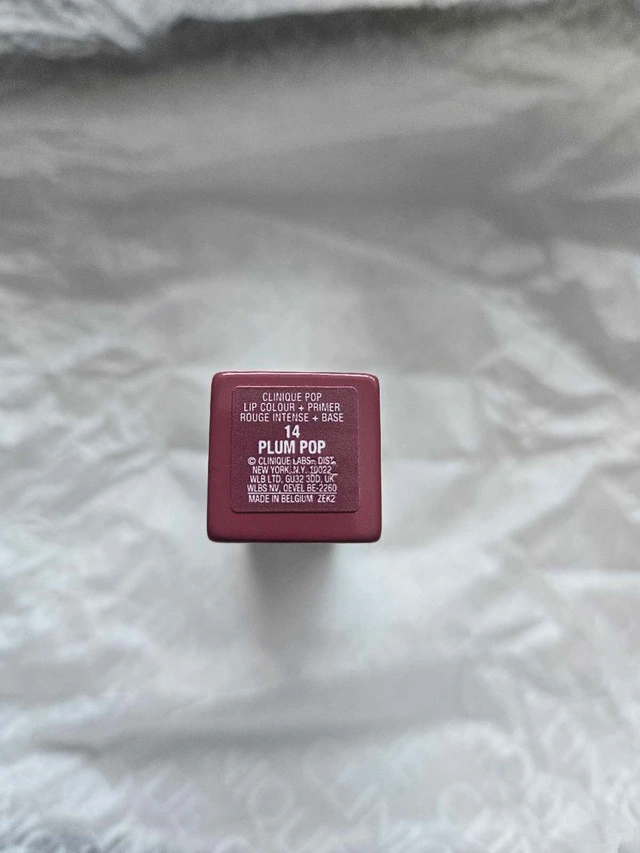 CLINIQUE POP
LIP COLOUR + PRIMER
ROUGE INTENSE + BASE
14
PLUM POP
© CLINIQUE LABS– DIST.
NEW YORK, N.Y. 10022
WLB LTD, GU32 3DD, UK
WLBS NV, OEVEL BE-2260
MADE IN BELGIUM ZEK2